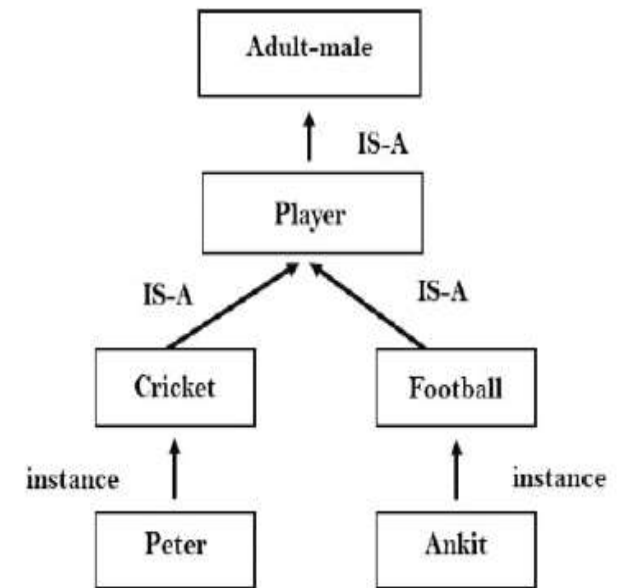 Adult-male
IS-A
Player
IS-A
IS-A
Cricket
Football
instance
instance
Peter
Ankit